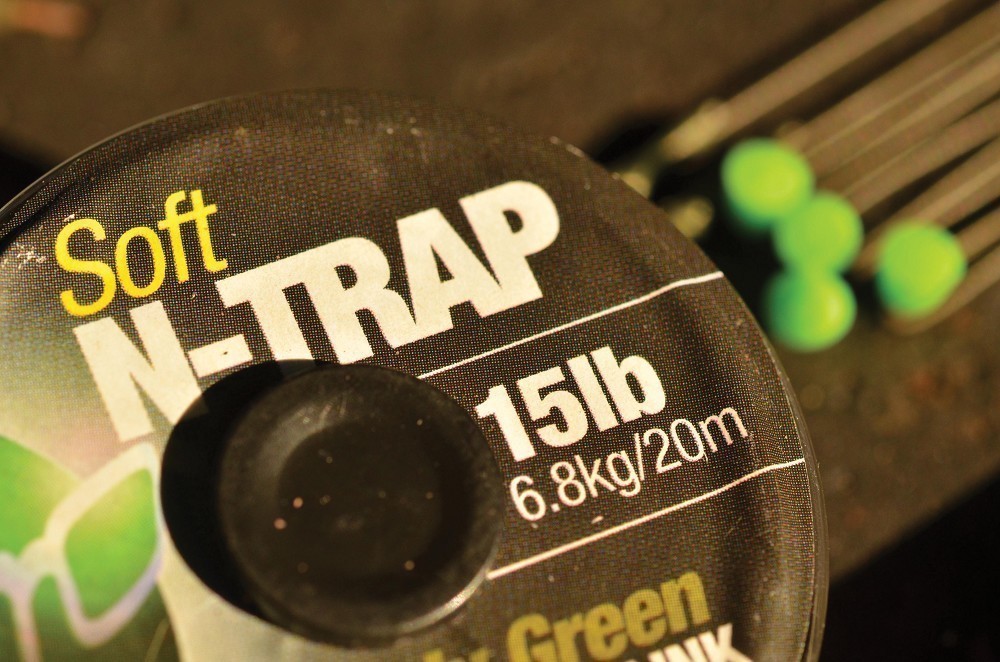 Soft
N-TRAP
15lb
6.8kg/20m
Green